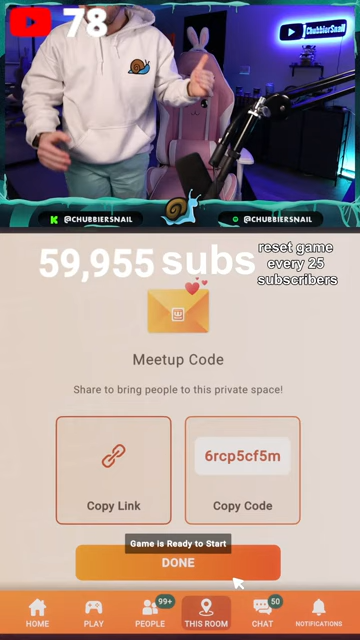 78
ChubbierSnail
@CHUBBIERSNAIL
@CHUBBIERSNAIL
59,955 subs
reset game
every 25
subscribers
Meetup Code
Share to bring people to this private space!
6rcp5cf5m
Copy Link
Copy Code
Game is Ready to Start
DONE
99+
50
HOME
PLAY
PEOPLE
THIS ROOM
CHAT
NOTIFICATIONS